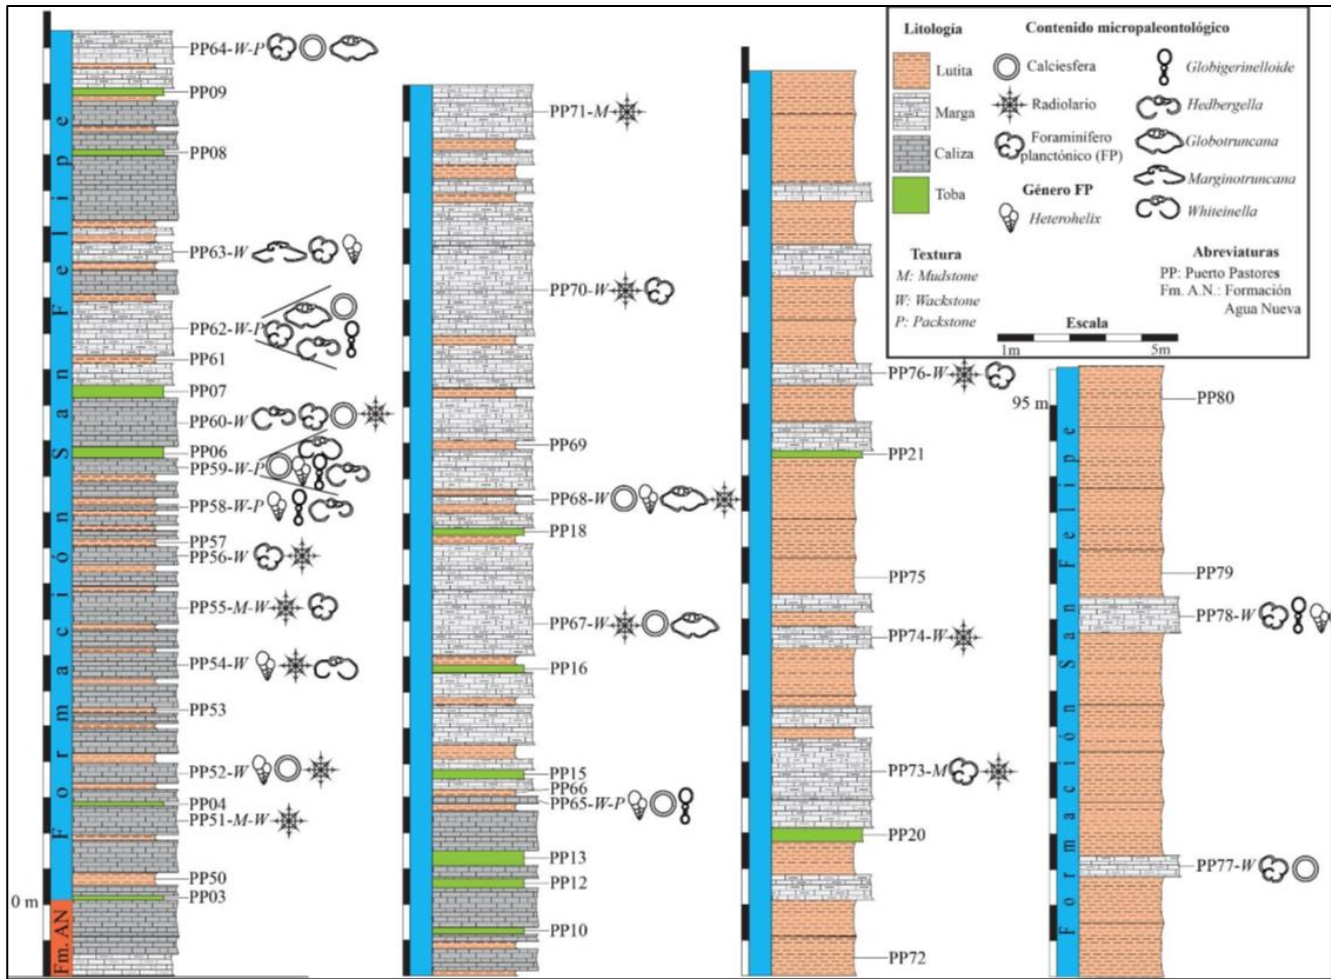 PP64-W-P
PP09
PP08
PP63-W
PP62-W-P
PP61
PP07
PP60-W
PP06
PP59-W-P
PP58-W-P
PP57
PP56-W
PP55-M-W
PP54-W
PP53
PP52-W
PP04
PP51-M-W
PP50
PP03
0 m
Formación San Felipe
Fm. AN
PP71-M
PP70-W
PP69
PP68-W
PP18
PP67-W
PP16
PP15
PP66
PP65-W-P
PP13
PP12
PP10
PP76-W
PP21
PP75
PP74-W
PP73-M
PP20
PP72
95 m
PP80
PP79
PP78-W
PP77-W
Formación San Felipe
Litología
Lutita
Marga
Caliza
Toba
Contenido micropaleontológico
Calciesfera
Radiolario
Foraminífero
planctónico (FP)
Género FP
Heterohelix
Globigerinelloide
Hedbergella
Globotruncana
Marginotruncana
Whiteinella
Textura
M: Mudstone
W: Wackstone
P: Packstone
Abreviaturas
PP: Puerto Pastores
Fm. A.N.: Formación
Agua Nueva
Escala
1m
5m